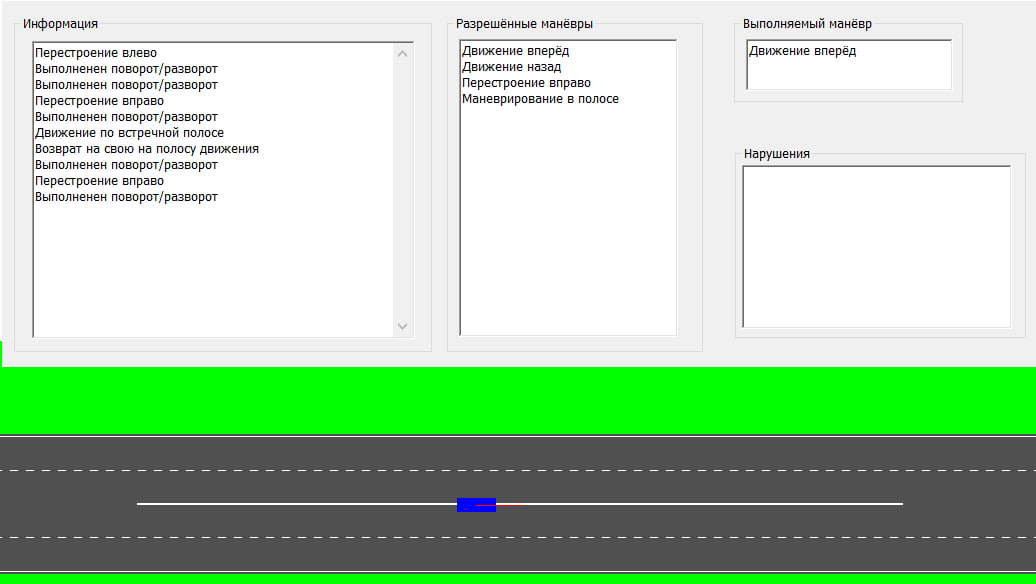 Информация
Перестроение влево
Выполненен поворот/разворот
Выполненен поворот/разворот
Перестроение вправо
Выполненен поворот/разворот
Движение по встречной полосе
Возврат на свою на полосу движения
Выполненен поворот/разворот
Перестроение вправо
Выполненен поворот/разворот
Разрешённые манёвры
Движение вперёд
Движение назад
Перестроение вправо
Маневрирование в полосе
Выполняемый манёвр
Движение вперёд
Нарушения